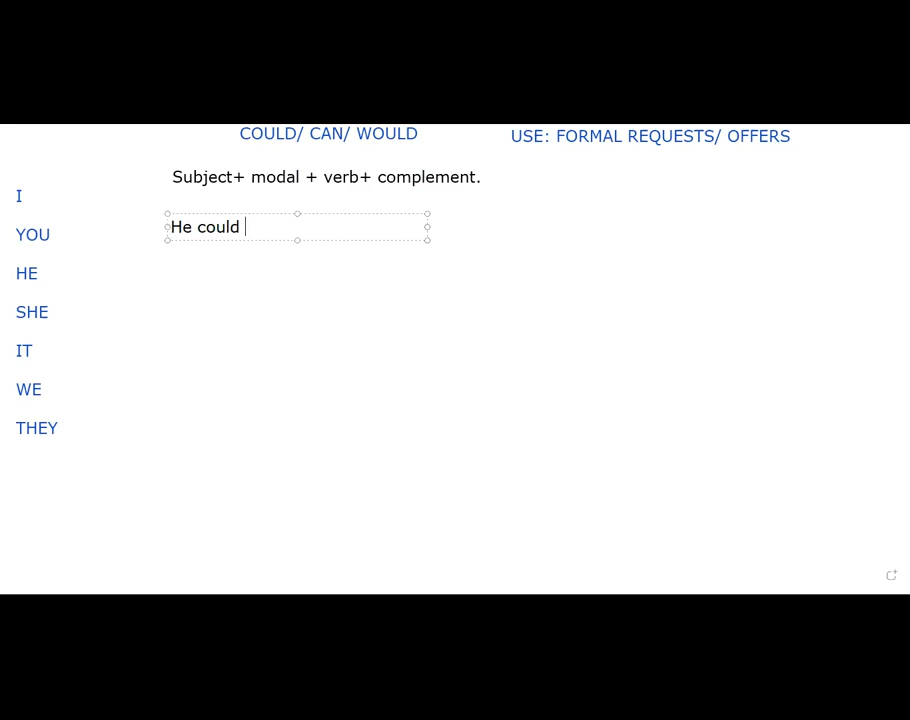 COULD/ CAN/ WOULD
USE: FORMAL REQUESTS/ OFFERS
Subject+ modal + verb+ complement.
I
He could
YOU
HE
SHE
IT
WE
THEY